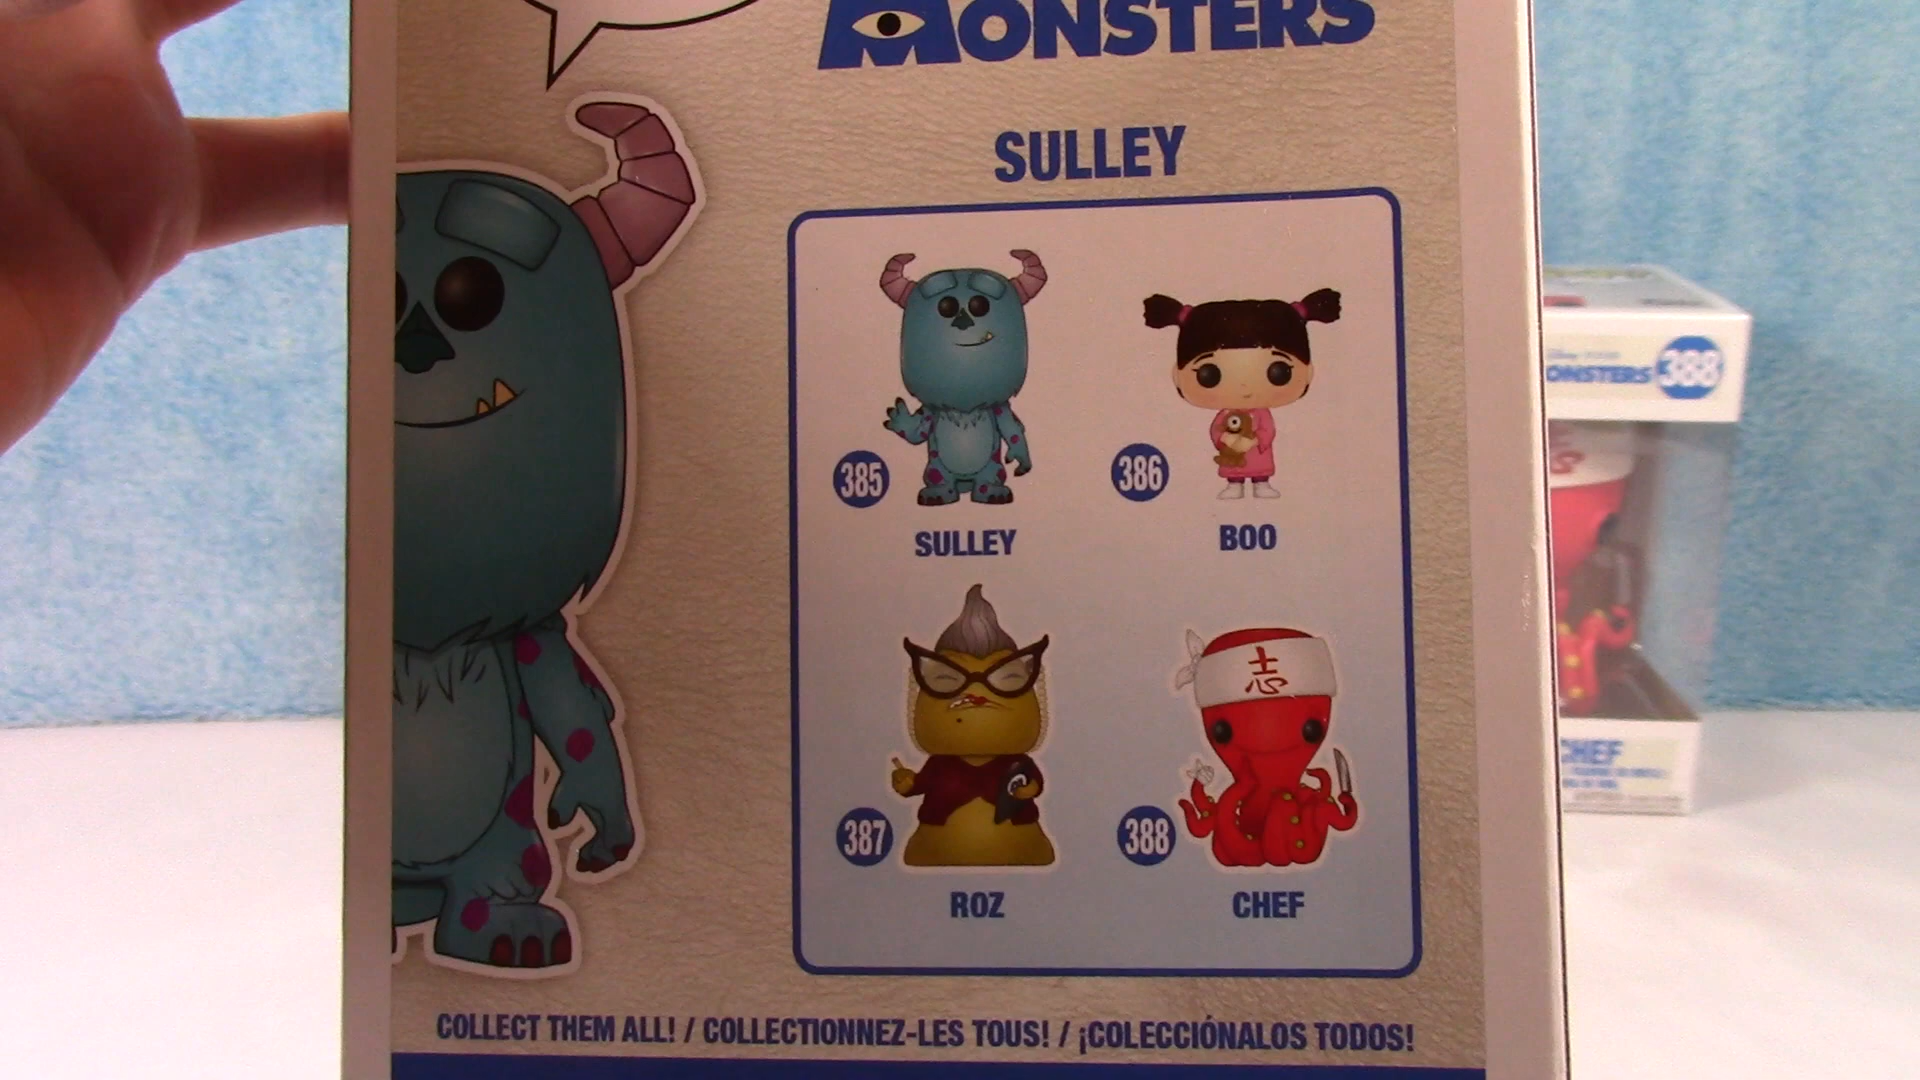 MONSTERS
SULLEY
385
SULLEY
386
BOO
387
ROZ
志
388
CHEF
COLLECT THEM ALL! / COLLECTIONNEZ-LES TOUS! / ¡COLECCIÓNALOS TODOS!
ONSTERS 388
CHEF